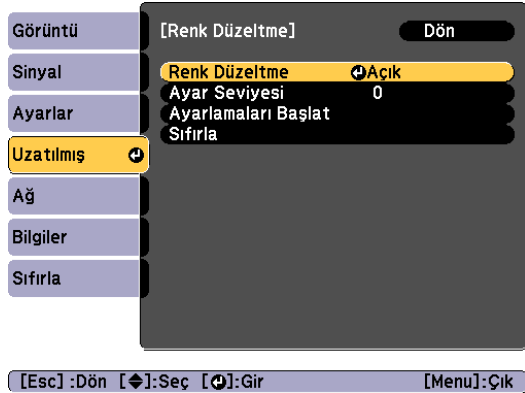 Görüntü
Sinyal
Ayarlar
Uzatılmış
Ağ
Bilgiler
Sıfırla
[Renk Düzeltme] Dön
Renk Düzeltme Açık
Ayar Seviyesi 0
Ayarlamaları Başlat
Sıfırla
[Esc] :Dön [◆]:Seç [⏎]:Gir [Menu]:Çık